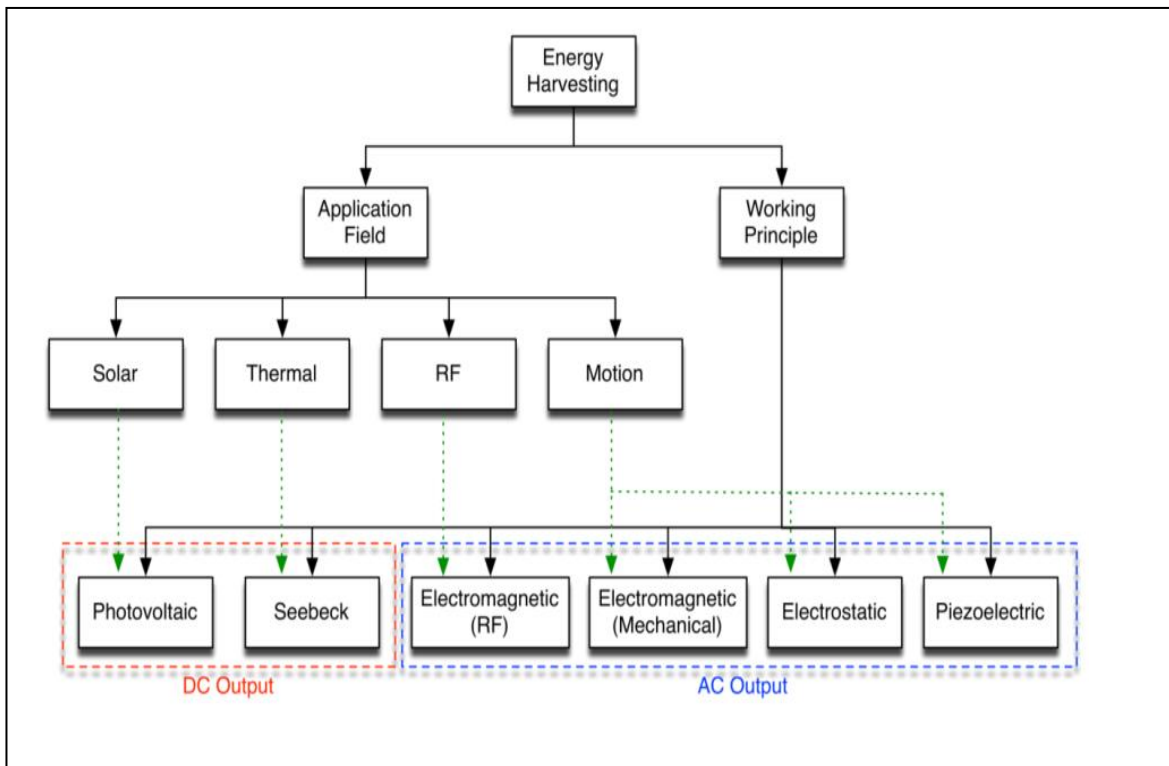 Energy
Harvesting
Application
Field
Working
Principle
Solar
Thermal
RF
Motion
Photovoltaic
Seebeck
Electromagnetic
(RF)
Electromagnetic
(Mechanical)
Electrostatic
Piezoelectric
DC Output
AC Output